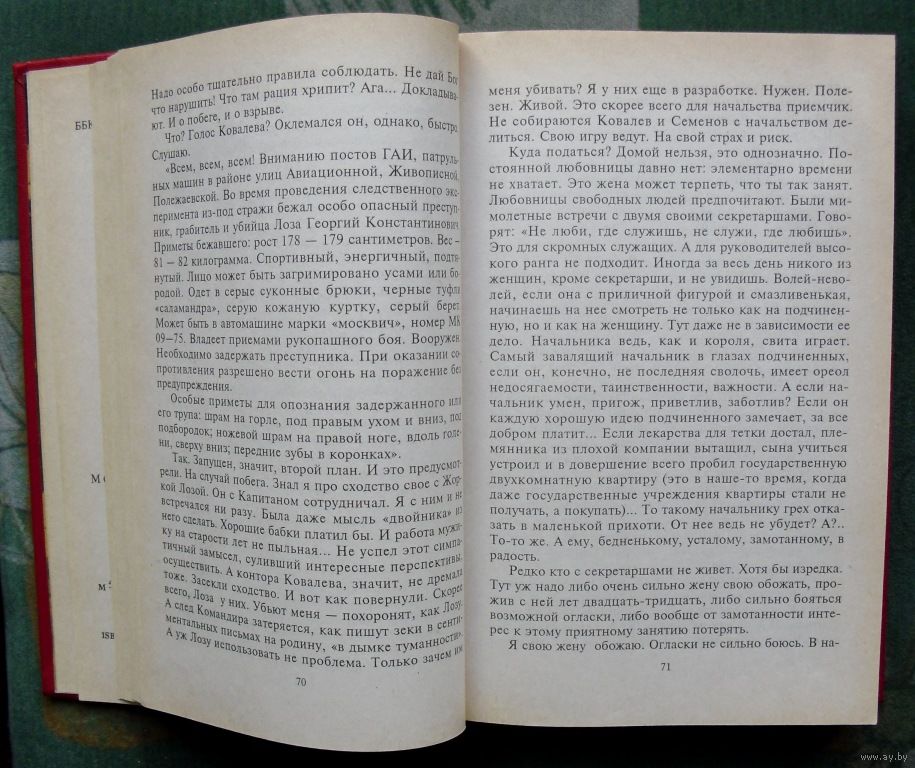 Надо особо тщательно правила соблюдать. Не дай Бог
что нарушить! Что там рация хрипит? Ага... Докладыва-
ют. И о побеге, и о взрыве.
Что? Голос Ковалева? Оклемался он, однако, быстро.
Слушаю.
«Всем, всем, всем! Вниманию постов ГАИ, патруль-
ных машин в районе улиц Авиационной, Живописной,
Полежаевской. Во время проведения следственного экс-
перимента из-под стражи бежал особо опасный преступ-
ник, грабитель и убийца Лоза Георгий Константинович.
Приметы бежавшего: рост 178 — 179 сантиметров. Вес –
81 – 82 килограмма. Спортивный, энергичный, подтя-
нутый. Лицо может быть загримировано усами или бо-
родой. Одет в серые суконные брюки, черные туфли
«саламандра», серую кожаную куртку, серый берет.
Может быть в автомашине марки «москвич», номер МК
09–75. Владеет приемами рукопашного боя. Вооружен.
Необходимо задержать преступника. При оказании со-
противления разрешено вести огонь на поражение без
предупреждения.
Особые приметы для опознания задержанного или
его трупа: шрам на горле, под правым ухом и вниз, под
подбородок; ножевой шрам на правой ноге, вдоль голе-
ни, сверху вниз; передние зубы в коронках».
Так. Запущен, значит, второй план. И это предусмот-
рели. На случай побега. Знал я про сходство свое с Жор-
кой Лозой. Он с Капитаном сотрудничал. Я с ним и не
встречался ни разу. Была даже мысль «двойника» из
него сделать. Хорошие бабки платил бы. И работа мужи-
ку на старости лет не пыльная... Не успел этот симпа-
тичный замысел, суливший интересные перспективы,
осуществить. А контора Ковалева, значит, не дремала
тоже. Засекли сходство. И вот как повернули. Скорее
всего, Лоза у них. Убьют меня — похоронят, как Лозу.
А след Командира затеряется, как пишут зеки в сенти-
ментальных письмах на родину, «в дымке туманности».
А уж Лозу использовать не проблема. Только зачем им
70
меня убивать? Я у них еще в разработке. Нужен. Поле-
зен. Живой. Это скорее всего для начальства приемчик.
Не собираются Ковалев и Семенов с начальством де-
литься. Свою игру ведут. На свой страх и риск.
Куда податься? Домой нельзя, это однозначно. По-
стоянной любовницы давно нет: элементарно времени
не хватает. Это жена может терпеть, что ты так занят.
Любовницы свободных людей предпочитают. Были ми-
молетные встречи с двумя своими секретаршами. Гово-
рят: «Не люби, где служишь, не служи, где любишь».
Это для скромных служащих. А для руководителей высо-
кого ранга не подходит. Иногда за весь день никого из
женщин, кроме секретарши, и не увидишь. Волей-нево-
лей, если она с приличной фигурой и смазливенькая,
начинаешь на нее смотреть не только как на подчинен-
ную, но и как на женщину. Тут даже не в зависимости ее
дело. Начальника ведь, как и короля, свита играет.
Самый завалящий начальник в глазах подчиненных,
если он, конечно, не последняя сволочь, имеет ореол
недосягаемости, таинственности, важности. А если на-
чальник умен, пригож, приветлив, заботлив? Если он
каждую хорошую идею подчиненного замечает, за все
добром платит... Если лекарства для тетки достал, пле-
мянника из плохой компании вытащил, сына учиться
устроил и в довершение всего пробил государственную
двухкомнатную квартиру (это в наше-то время, когда
даже государственные учреждения квартиры стали не
получать, а покупать)... То такому начальнику грех отка-
зать в маленькой прихоти. От нее ведь не убудет? А?..
То-то же. А ему, бедненькому, усталому, замотанному, в
радость.
Редко кто с секретаршами не живет. Хотя бы изредка.
Тут уж надо либо очень сильно жену свою обожать, про-
жив с ней лет двадцать-тридцать, либо сильно бояться
возможной огласки, либо вообще от замотанности инте-
рес к этому приятному занятию потерять.
Я свою жену обожаю. Огласки не сильно боюсь. В на-
71
ББК
М
М
ISB
www.ay.by